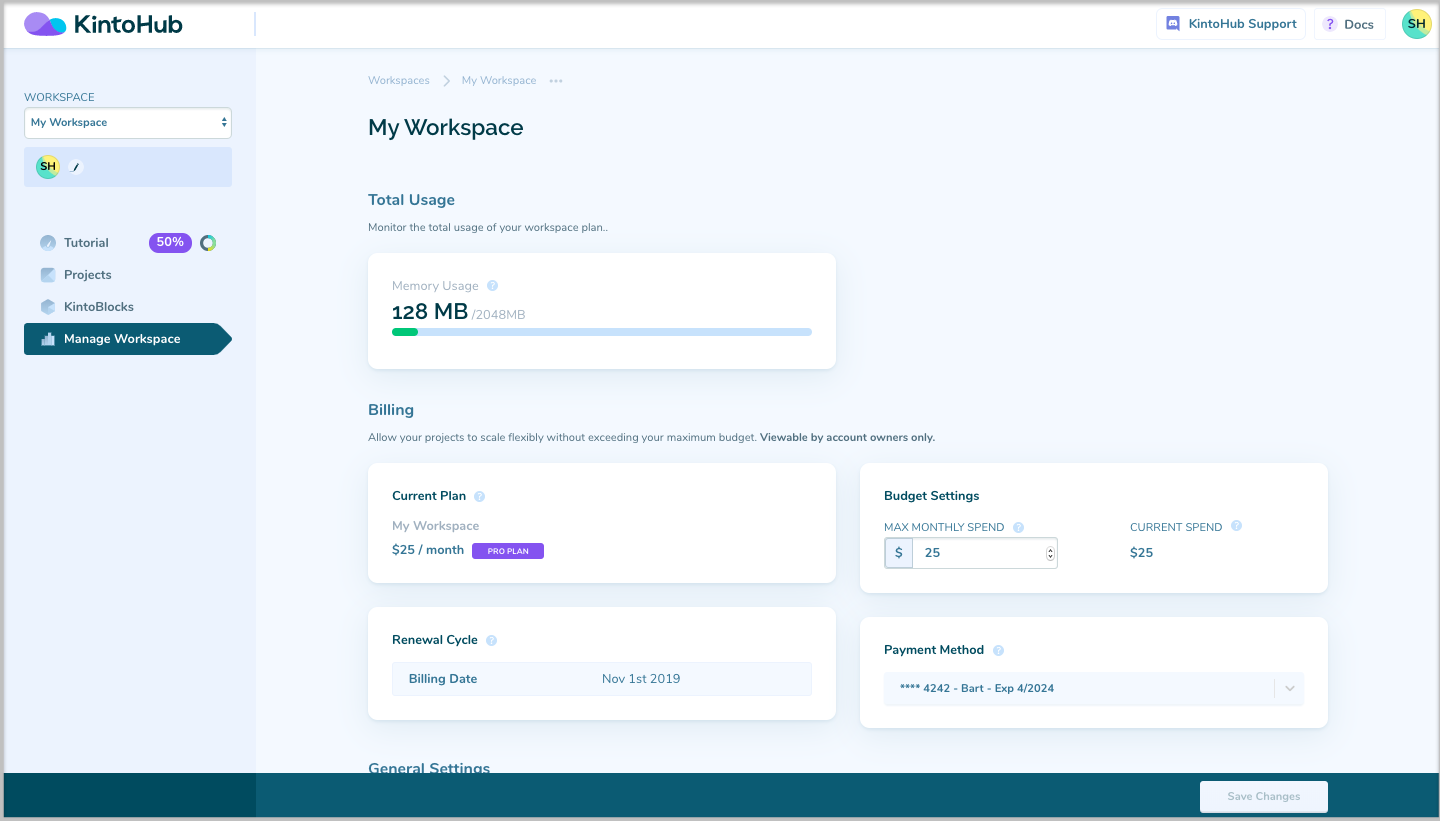 KintoHub
KintoHub Support
? Docs
SH
WORKSPACE
My Workspace
SH
Tutorial 50%
Projects
KintoBlocks
Manage Workspace
Workspaces > My Workspace •••
My Workspace
Total Usage
Monitor the total usage of your workspace plan..
Memory Usage ?
128 MB /2048MB
Billing
Allow your projects to scale flexibly without exceeding your maximum budget. Viewable by account owners only.
Current Plan ?
My Workspace
$25 / month PRO PLAN
Budget Settings
MAX MONTHLY SPEND ? CURRENT SPEND ?
$ 25 $25
Renewal Cycle ?
Billing Date Nov 1st 2019
Payment Method ?
**** 4242 - Bart - Exp 4/2024
General Settings
Save Changes